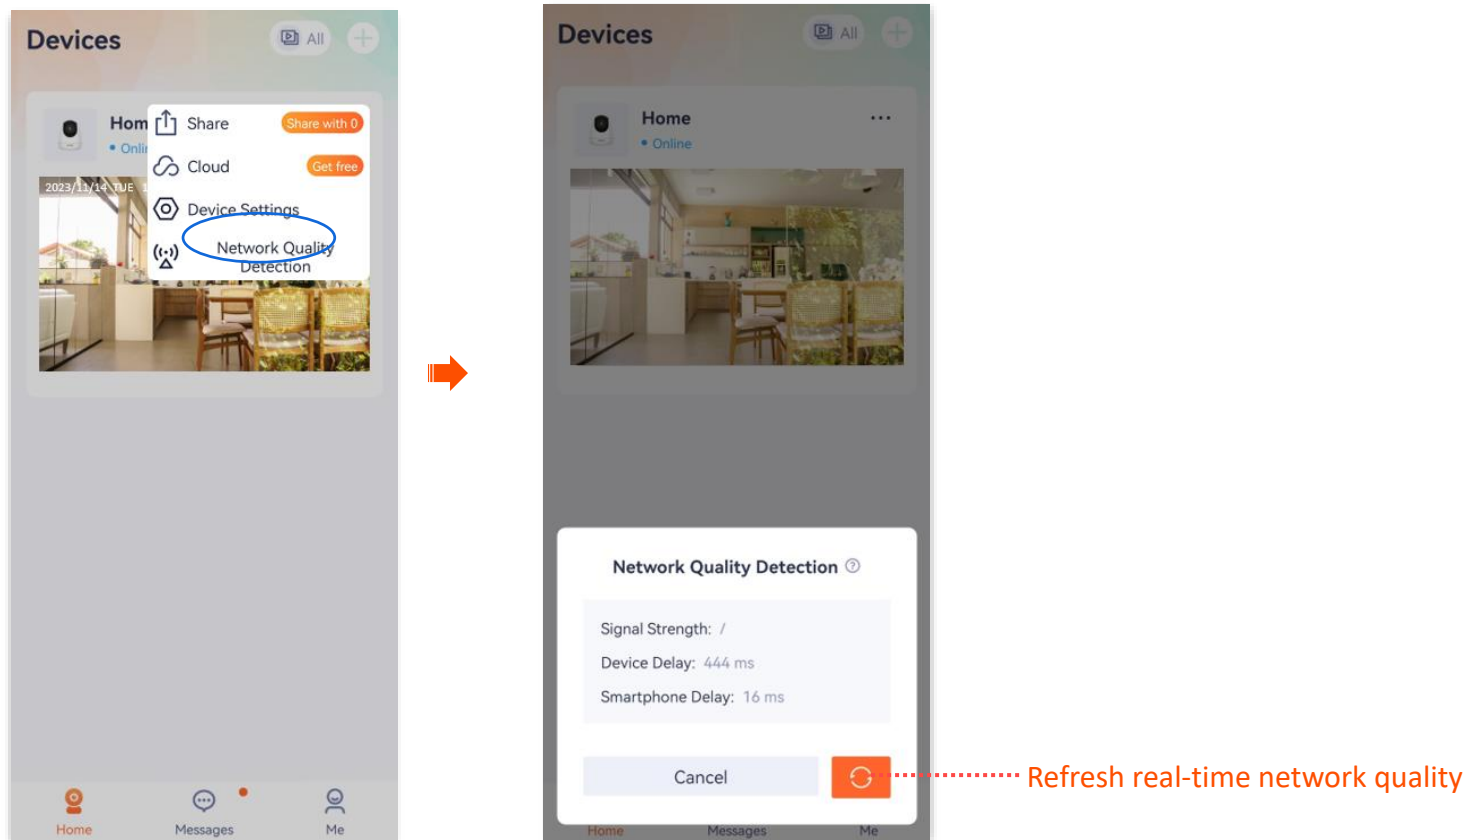 Devices
All
Hom
Share
Share with 0
Onli
Cloud
Get free
2023/11/14 TUE 1
Device Settings
Network Quality
Detection
Home
Messages
Me
Devices
All
Home
Online
Network Quality Detection
Signal Strength: /
Device Delay: 444 ms
Smartphone Delay: 16 ms
Cancel
Refresh real-time network quality
Home
Messages
Me